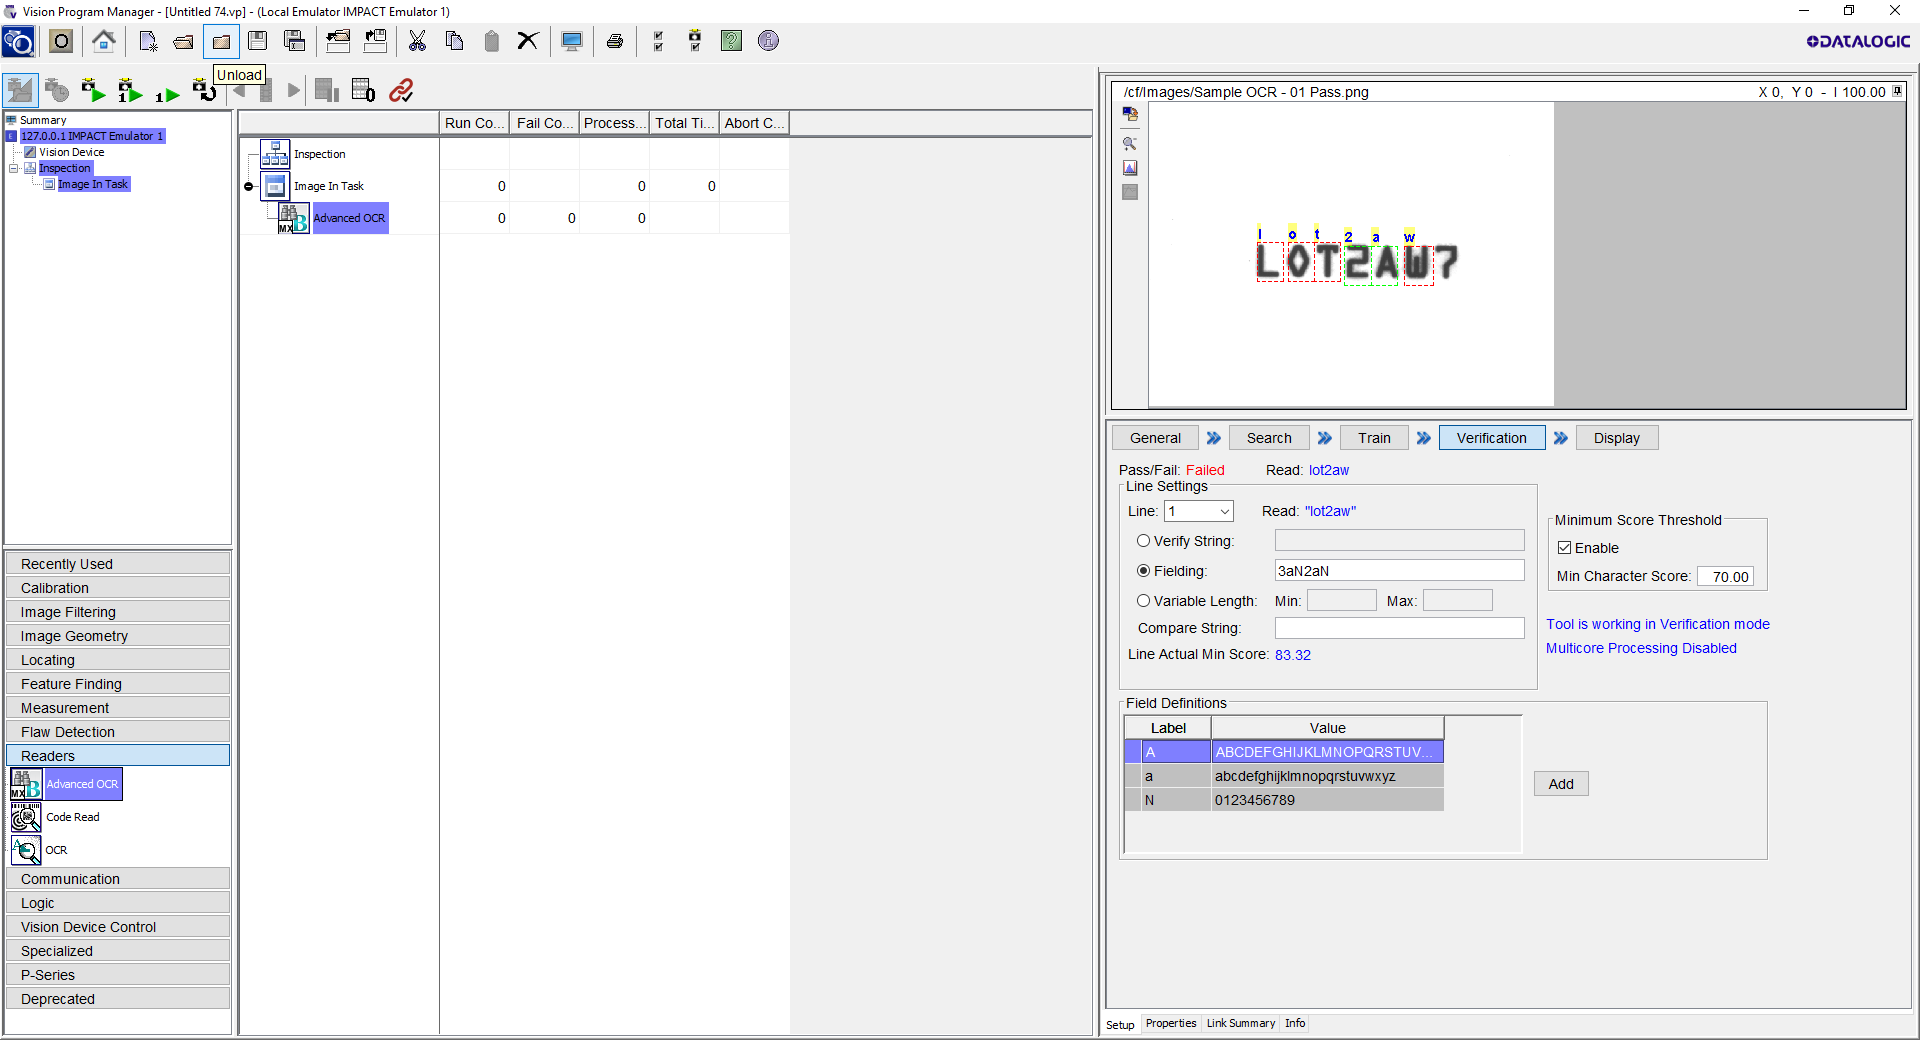 Vision Program Manager - [Untitled 74.vp] - (Local Emulator IMPACT Emulator 1)
DATALOGIC
Unload
Summary
127.0.0.1 IMPACT Emulator 1
Vision Device
Inspection
Image In Task
Recently Used
Calibration
Image Filtering
Image Geometry
Locating
Feature Finding
Measurement
Flaw Detection
Readers
Advanced OCR
Code Read
OCR
Communication
Logic
Vision Device Control
Specialized
P-Series
Deprecated
Run Co... Fail Co... Process... Total Ti... Abort C...
Inspection
Image In Task 0 0 0
Advanced OCR 0 0 0
/cf/Images/Sample OCR - 01 Pass.png X 0, Y 0 - I 100.00
l o t 2 a w
LOT2AW7
General Search Train Verification Display
Pass/Fail: Failed Read: lot2aw
Line Settings
Line: 1 Read: "lot2aw"
Verify String:
Fielding: 3aN2aN
Variable Length: Min: Max:
Compare String:
Line Actual Min Score: 83.32
Minimum Score Threshold
Enable
Min Character Score: 70.00
Tool is working in Verification mode
Multicore Processing Disabled
Field Definitions
Label Value
A ABCDEFGHIJKLMNOPQRSTUV...
a abcdefghijklmnopqrstuvwxyz
N 0123456789
Add
Setup Properties Link Summary Info